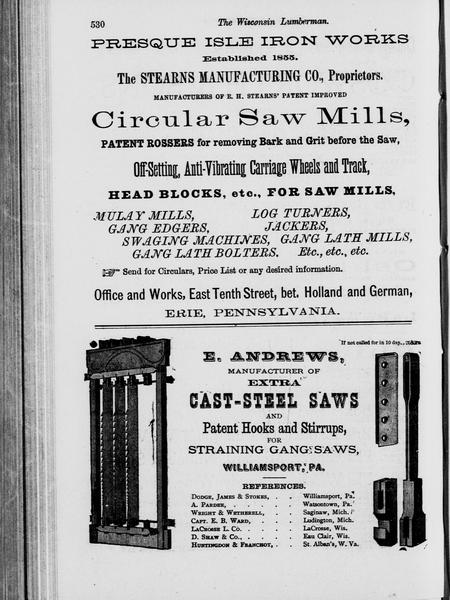 530 The Wisconsin Lumberman.
PRESQUE ISLE IRON WORKS
Established 1855.
The STEARNS MANUFACTURING CO., Proprietors.
MANUFACTURERS OF E. H. STEARNS' PATENT IMPROVED
Circular Saw Mills,
PATENT ROSSERS for removing Bark and Grit before the Saw,
Off-Setting, Anti-Vibrating Carriage Wheels and Track,
HEAD BLOCKS, etc., FOR SAW MILLS,
MULAY MILLS, LOG TURNERS,
GANG EDGERS, JACKERS,
SWAGING MACHINES, GANG LATH MILLS,
GANG LATH BOLTERS. Etc., etc., etc.
☞ Send for Circulars, Price List or any desired information.
Office and Works, East Tenth Street, bet. Holland and German,
ERIE, PENNSYLVANIA.
If not called for in 10 day
E. ANDREWS,
MANUFACTURER OF
EXTRA
CAST-STEEL SAWS
AND
Patent Hooks and Stirrups,
FOR
STRAINING GANG SAWS,
WILLIAMSPORT, PA.
REFERENCES.
DODGE, JAMES & STOKES, . . Williamsport, Pa.
A. PARDEE, . . . . Watsontown, Pa.
WRIGHT & WETHERELL, . . Saginaw, Mich.
CAPT. E. B. WARD, . . . . Ludington, Mich.
LACROSSE L. CO. . . . . LaCrosse, Wis.
D. SHAW & CO., . . . . Eau Clair, Wis.
HUNTINGDON & FRANCHOT, . . St. Alban's, W. Va.